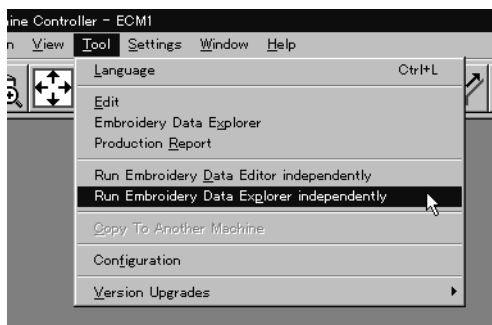 ine Controller - ECM1
n View Tool Settings Window Help
Language Ctrl+L
Edit
Embroidery Data Explorer
Production Report
Run Embroidery Data Editor independently
Run Embroidery Data Explorer independently
Copy To Another Machine
Configuration
Version Upgrades